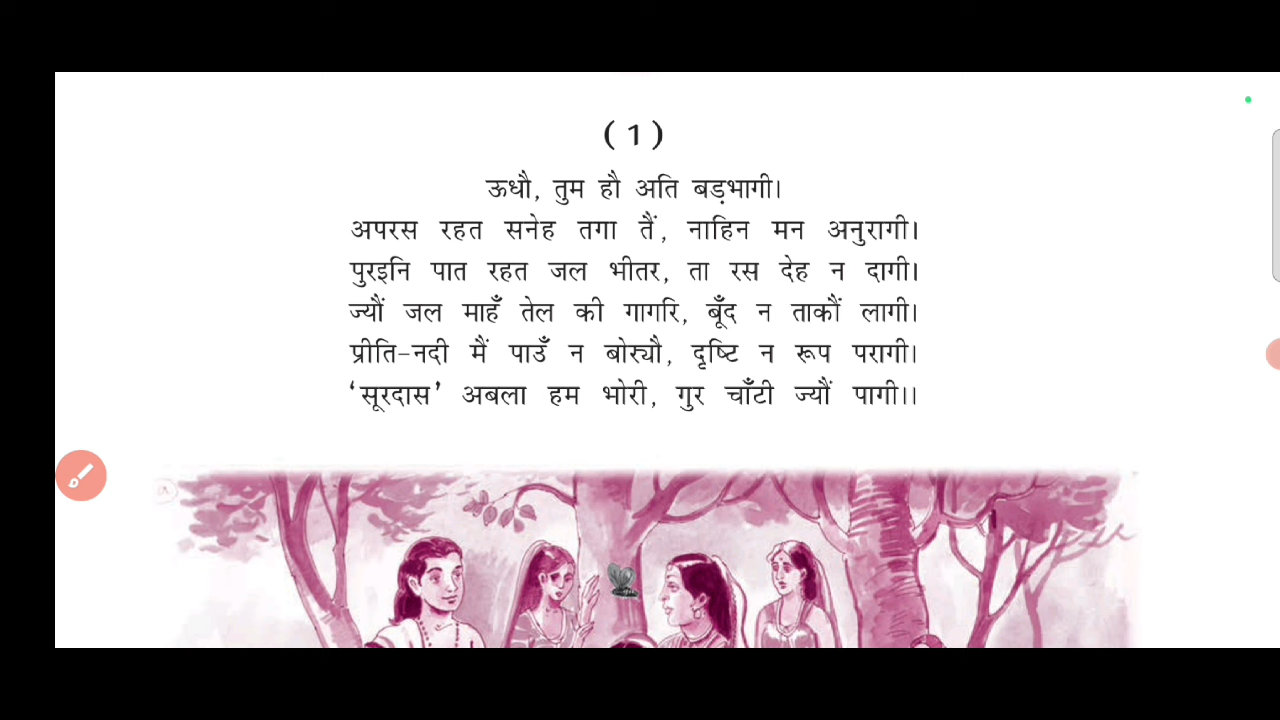 (1)
ऊधौ, तुम हौ अति बड़भागी।
अपरस रहत सनेह तगा तैं, नाहिन मन अनुरागी।
पुरइनि पात रहत जल भीतर, ता रस देह न दागी।
ज्यौं जल माहँ तेल की गागरि, बूँद न ताकौं लागी।
प्रीति-नदी मैं पाउँ न बोरयौ, दृष्टि न रूप परागी।
‘सूरदास’ अबला हम भोरी, गुर चाँटी ज्यौं पागी।।